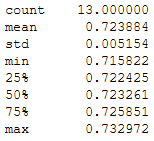 count 13.000000
mean 0.723884
std 0.005154
min 0.715822
25% 0.722425
50% 0.723261
75% 0.725851
max 0.732972